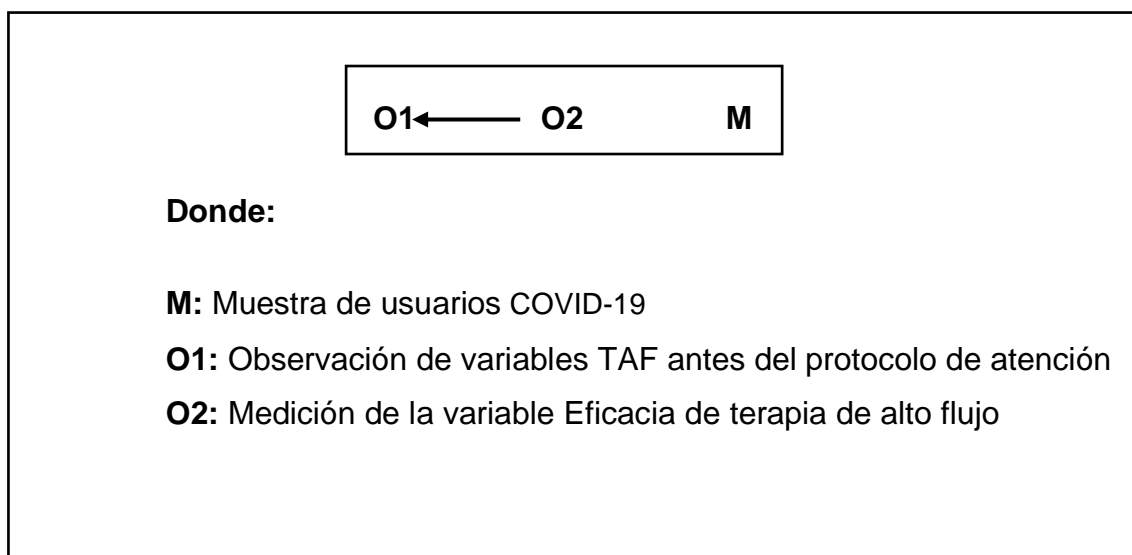 O1 O2 M
Donde:
M: Muestra de usuarios COVID-19
O1: Observación de variables TAF antes del protocolo de atención
O2: Medición de la variable Eficacia de terapia de alto flujo